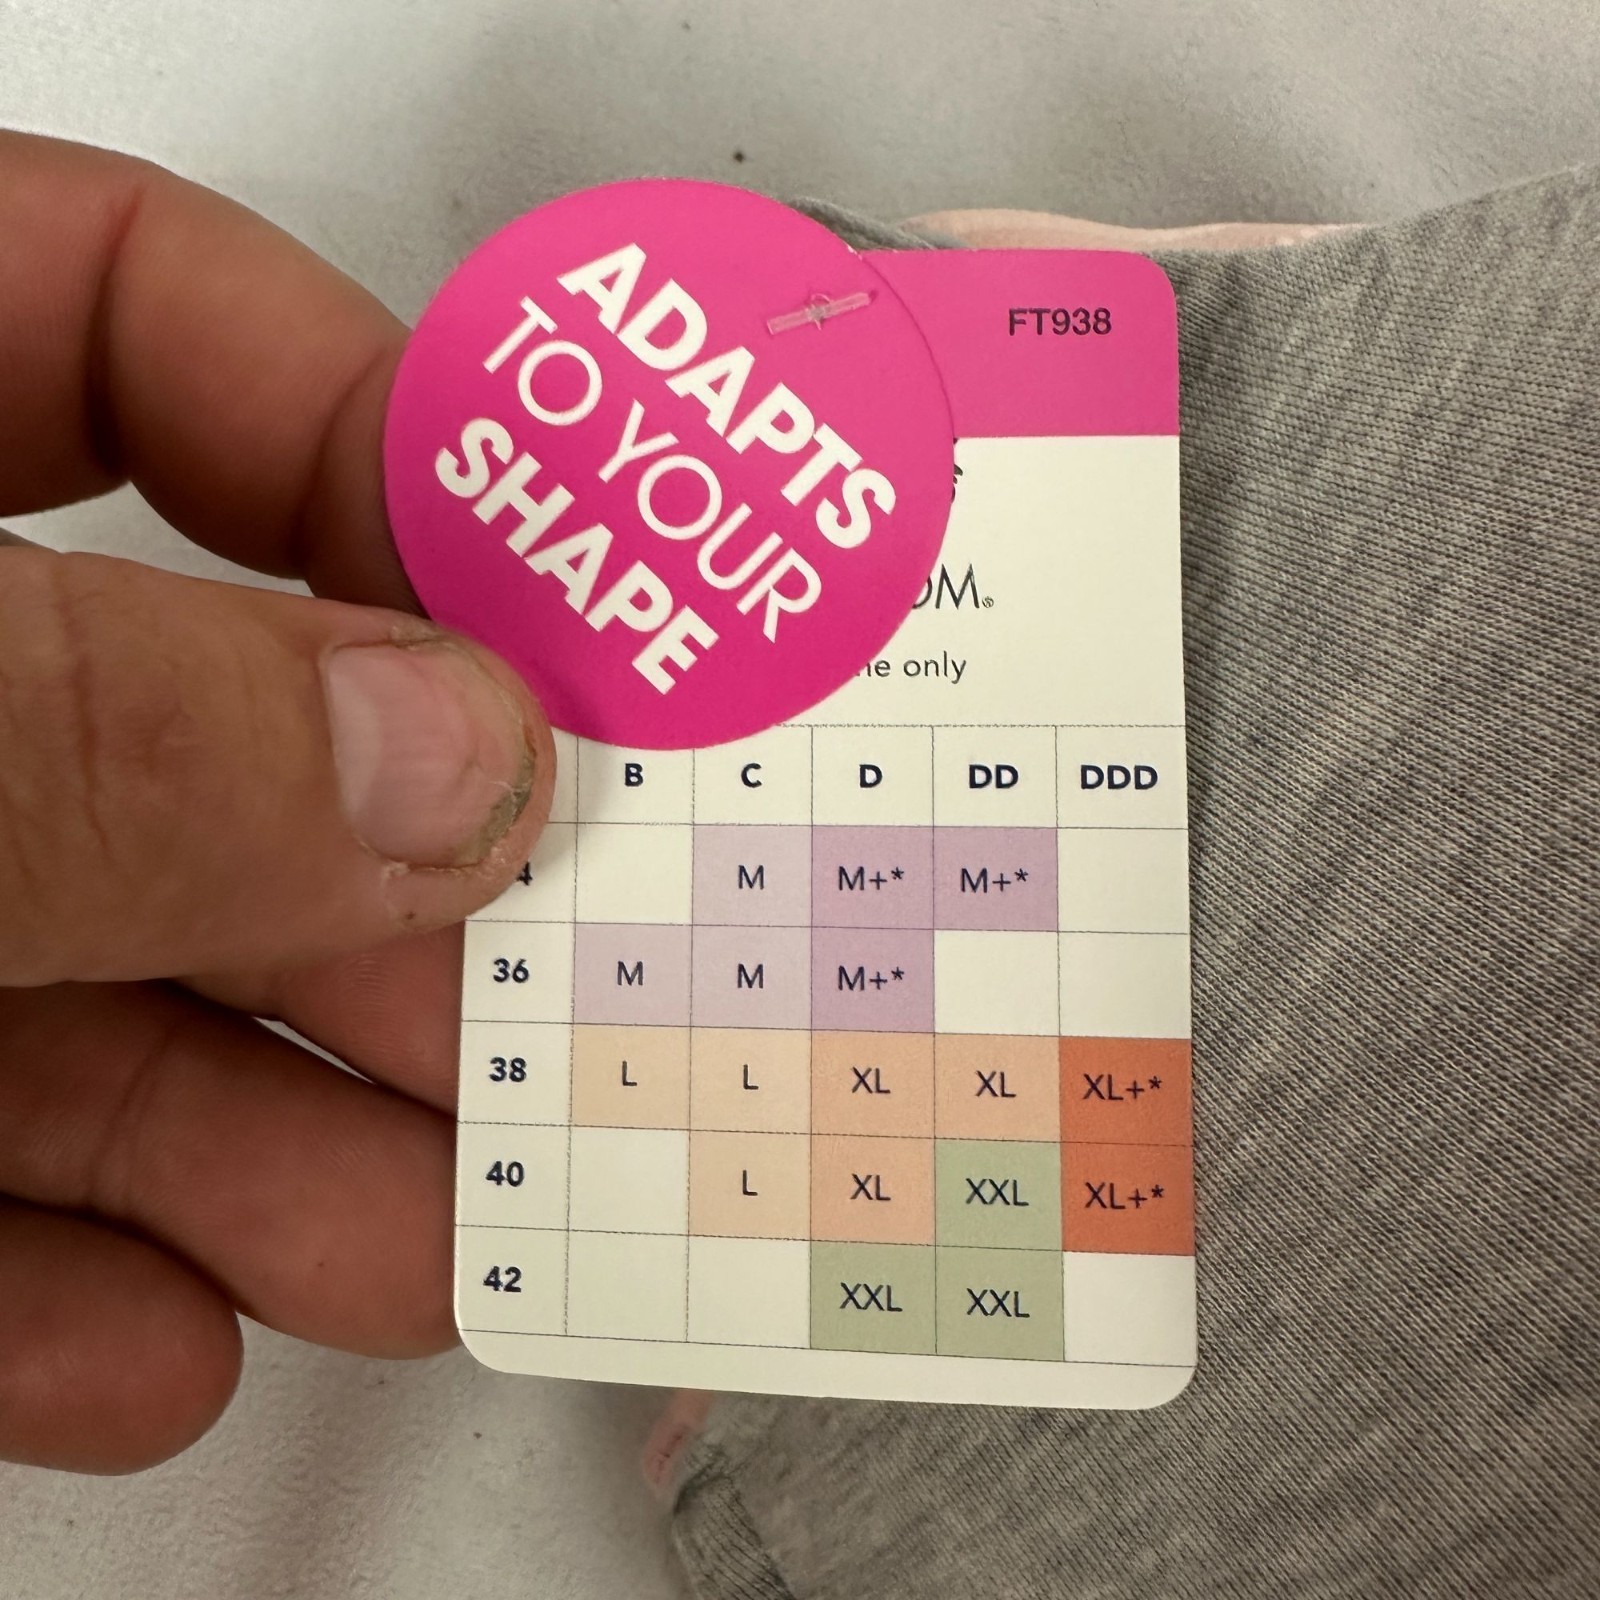 ADAPTS
TO YOUR
SHAPE
FT938
only
B C D DD DDD
M M+* M+*
36 M M M+*
38 L L XL XL XL+*
40 L XL XXL XL+*
42 XXL XXL